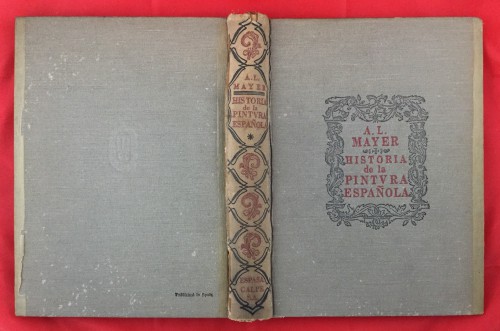 A. L.
MAYER
HISTORIA
de la
PINTVRA
ESPAÑOLA
*
ESPASA
CALPE
S.A.
A. L.
MAYER
HISTORIA
de la
PINTVRA
ESPAÑOLA